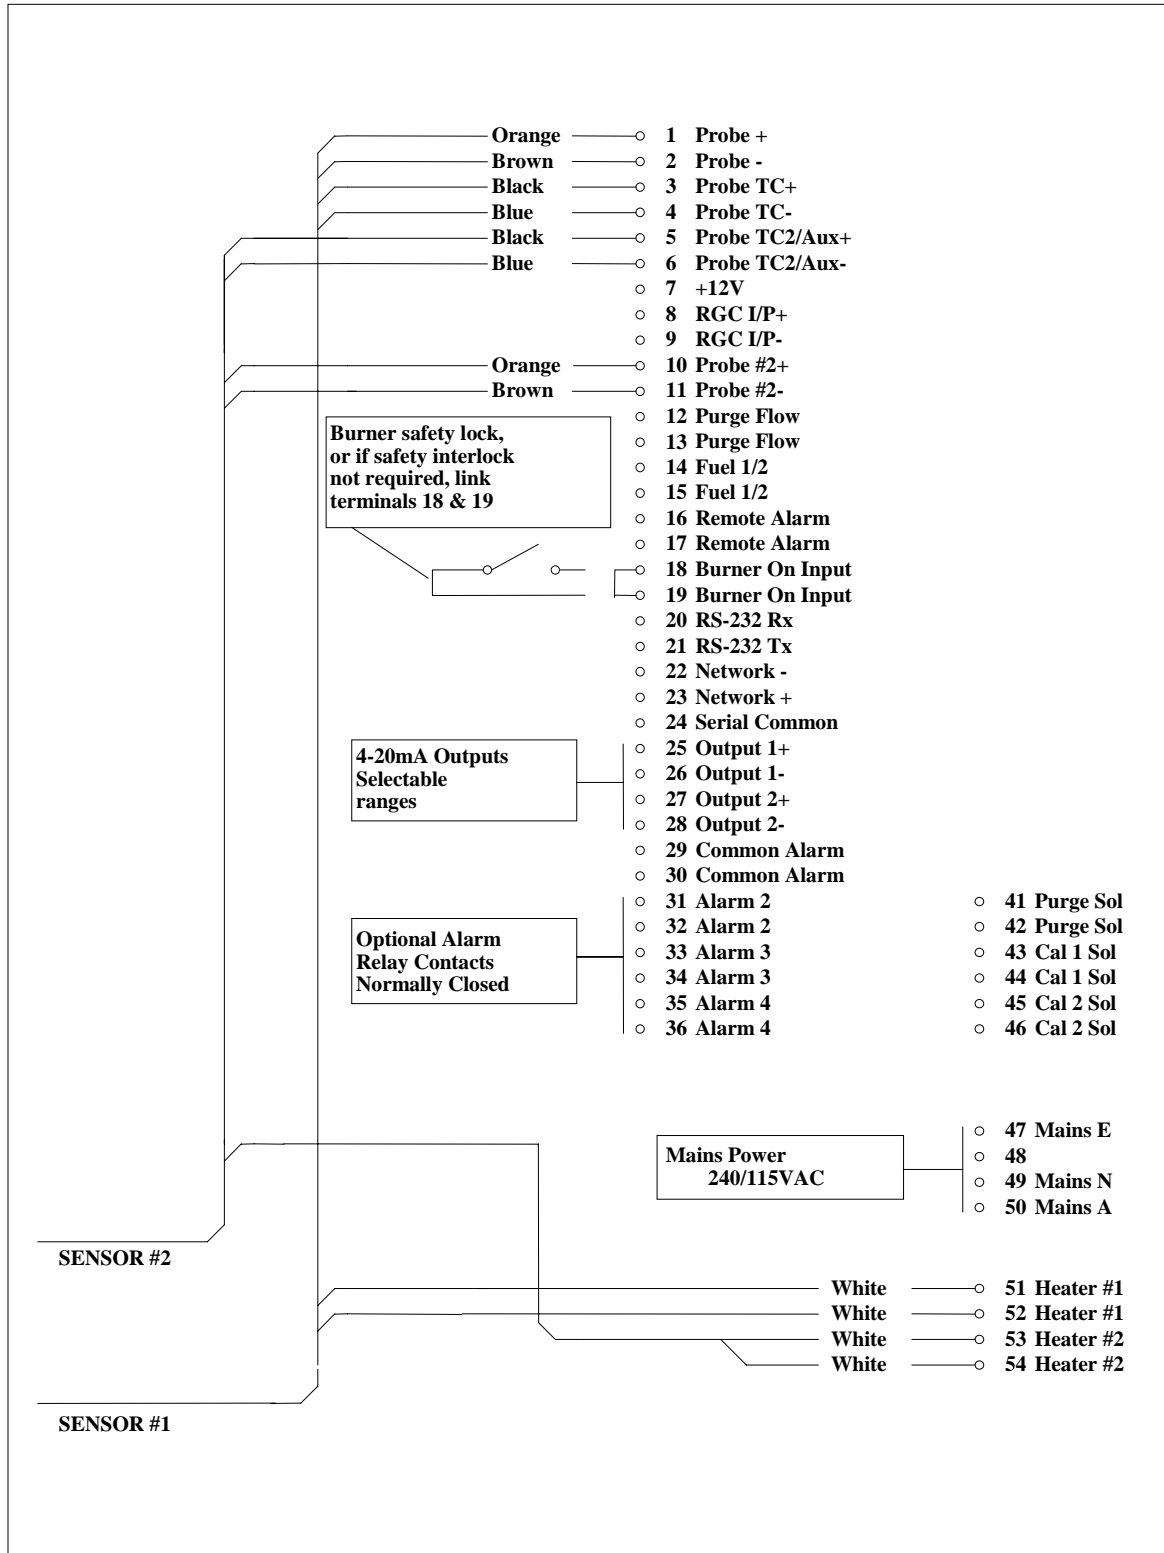 Orange 1 Probe +
Brown 2 Probe -
Black 3 Probe TC+
Blue 4 Probe TC-
Black 5 Probe TC2/Aux+
Blue 6 Probe TC2/Aux-
7 +12V
8 RGC I/P+
9 RGC I/P-
Orange 10 Probe #2+
Brown 11 Probe #2-
12 Purge Flow
13 Purge Flow
14 Fuel 1/2
15 Fuel 1/2
16 Remote Alarm
17 Remote Alarm
18 Burner On Input
19 Burner On Input
20 RS-232 Rx
21 RS-232 Tx
22 Network -
23 Network +
24 Serial Common
25 Output 1+
26 Output 1-
27 Output 2+
28 Output 2-
29 Common Alarm
30 Common Alarm
31 Alarm 2
32 Alarm 2
33 Alarm 3
34 Alarm 3
35 Alarm 4
36 Alarm 4
Burner safety lock,
or if safety interlock
not required, link
terminals 18 & 19
4-20mA Outputs
Selectable
ranges
Optional Alarm
Relay Contacts
Normally Closed
41 Purge Sol
42 Purge Sol
43 Cal 1 Sol
44 Cal 1 Sol
45 Cal 2 Sol
46 Cal 2 Sol
Mains Power
240/115VAC
47 Mains E
48
49 Mains N
50 Mains A
SENSOR #2
White 51 Heater #1
White 52 Heater #1
White 53 Heater #2
White 54 Heater #2
SENSOR #1